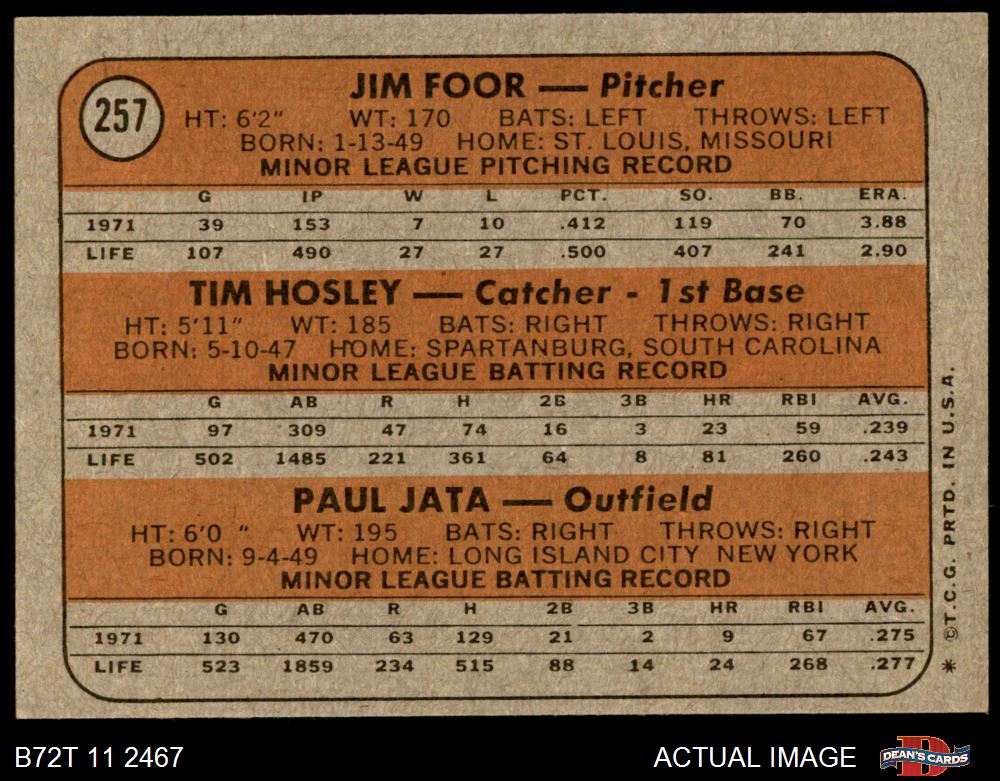 257
JIM FOOR — Pitcher
HT: 6'2" WT: 170 BATS: LEFT THROWS: LEFT
BORN: 1-13-49 HOME: ST. LOUIS, MISSOURI
MINOR LEAGUE PITCHING RECORD
G IP W L PCT. SO. BB. ERA.
1971 39 153 7 10 .412 119 70 3.88
LIFE 107 490 27 27 .500 407 241 2.90
TIM HOSLEY — Catcher - 1st Base
HT: 5'11" WT: 185 BATS: RIGHT THROWS: RIGHT
BORN: 5-10-47 HOME: SPARTANBURG, SOUTH CAROLINA
MINOR LEAGUE BATTING RECORD
G AB R H 2B 3B HR RBI AVG.
1971 97 309 47 74 16 3 23 59 .239
LIFE 502 1485 221 361 64 8 81 260 .243
PAUL JATA — Outfield
HT: 6'0 " WT: 195 BATS: RIGHT THROWS: RIGHT
BORN: 9-4-49 HOME: LONG ISLAND CITY NEW YORK
MINOR LEAGUE BATTING RECORD
G AB R H 2B 3B HR RBI AVG.
1971 130 470 63 129 21 2 9 67 .275
LIFE 523 1859 234 515 88 14 24 268 .277
* ©T.C.G. PRTD. IN U.S.A.
B72T 11 2467 ACTUAL IMAGE DEAN'S CARDS